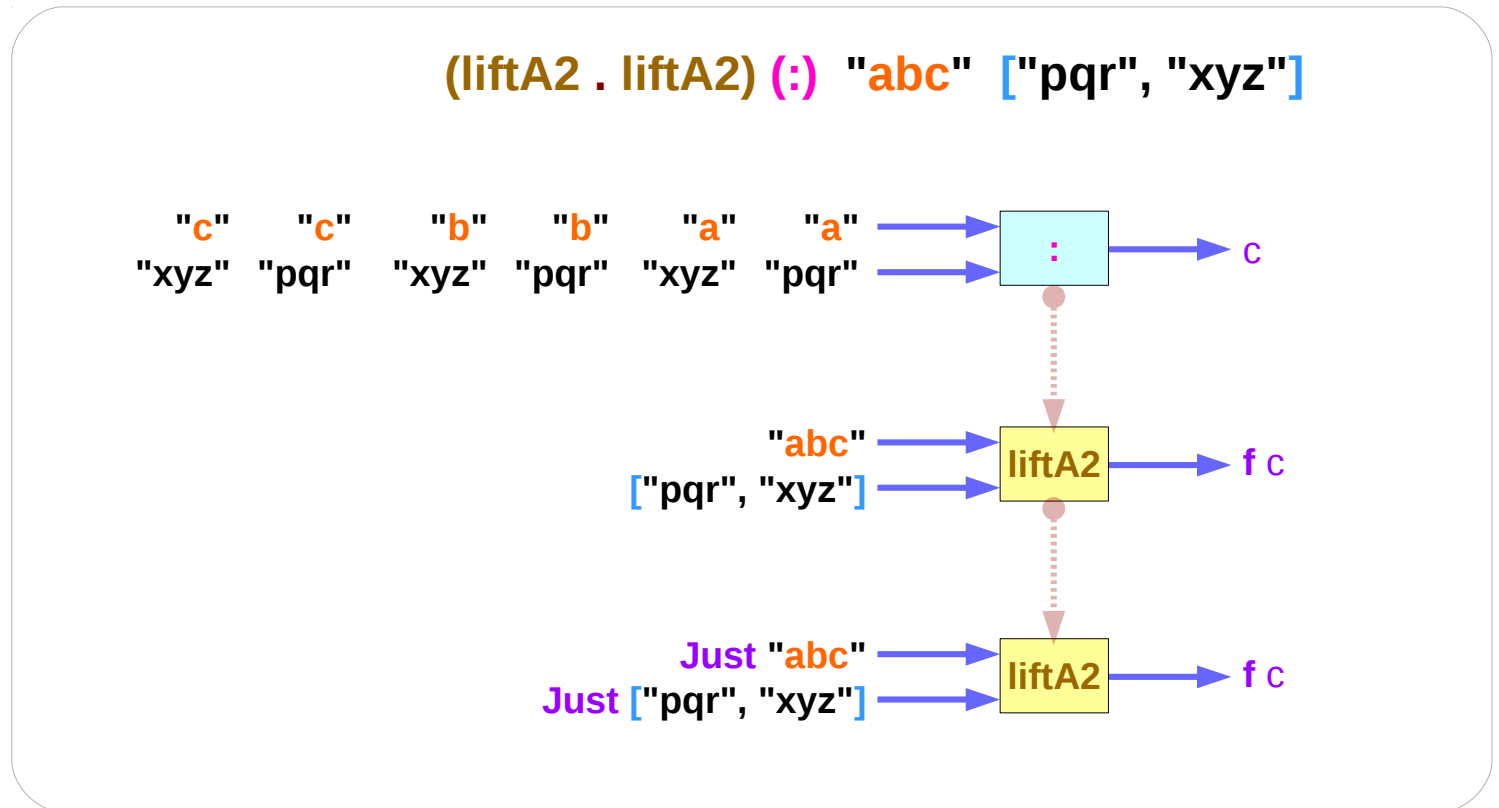 (liftA2 . liftA2) (:) "abc" ["pqr", "xyz"]
"c" "c" "b" "b" "a" "a"
"xyz" "pqr" "xyz" "pqr" "xyz" "pqr"
: c
"abc"
["pqr", "xyz"]
liftA2 f c
Just "abc"
Just ["pqr", "xyz"]
liftA2 f c